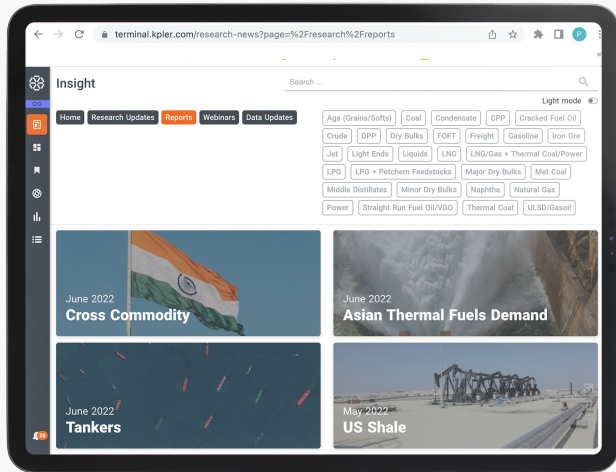 terminal.kpler.com/research-news?page=%2Fresearch%2Freports
P
Insight
Search ...
Light mode
Home Research Updates Reports Webinars Data Updates
Ags (Grains/Softs) Coal Condensate CPP Cracked Fuel Oil
Crude DPP Dry Bulks FOFT Freight Gasoline Iron Ore
Jet Light Ends Liquids LNG LNG/Gas + Thermal Coal/Power
LPG LPG + Petchem Feedstocks Major Dry Bulks Met Coal
Middle Distillates Minor Dry Bulks Naphtha Natural Gas
Power Straight Run Fuel Oil/VGO Thermal Coal ULSD/Gasoil
June 2022
Cross Commodity
June 2022
Asian Thermal Fuels Demand
June 2022
Tankers
May 2022
US Shale